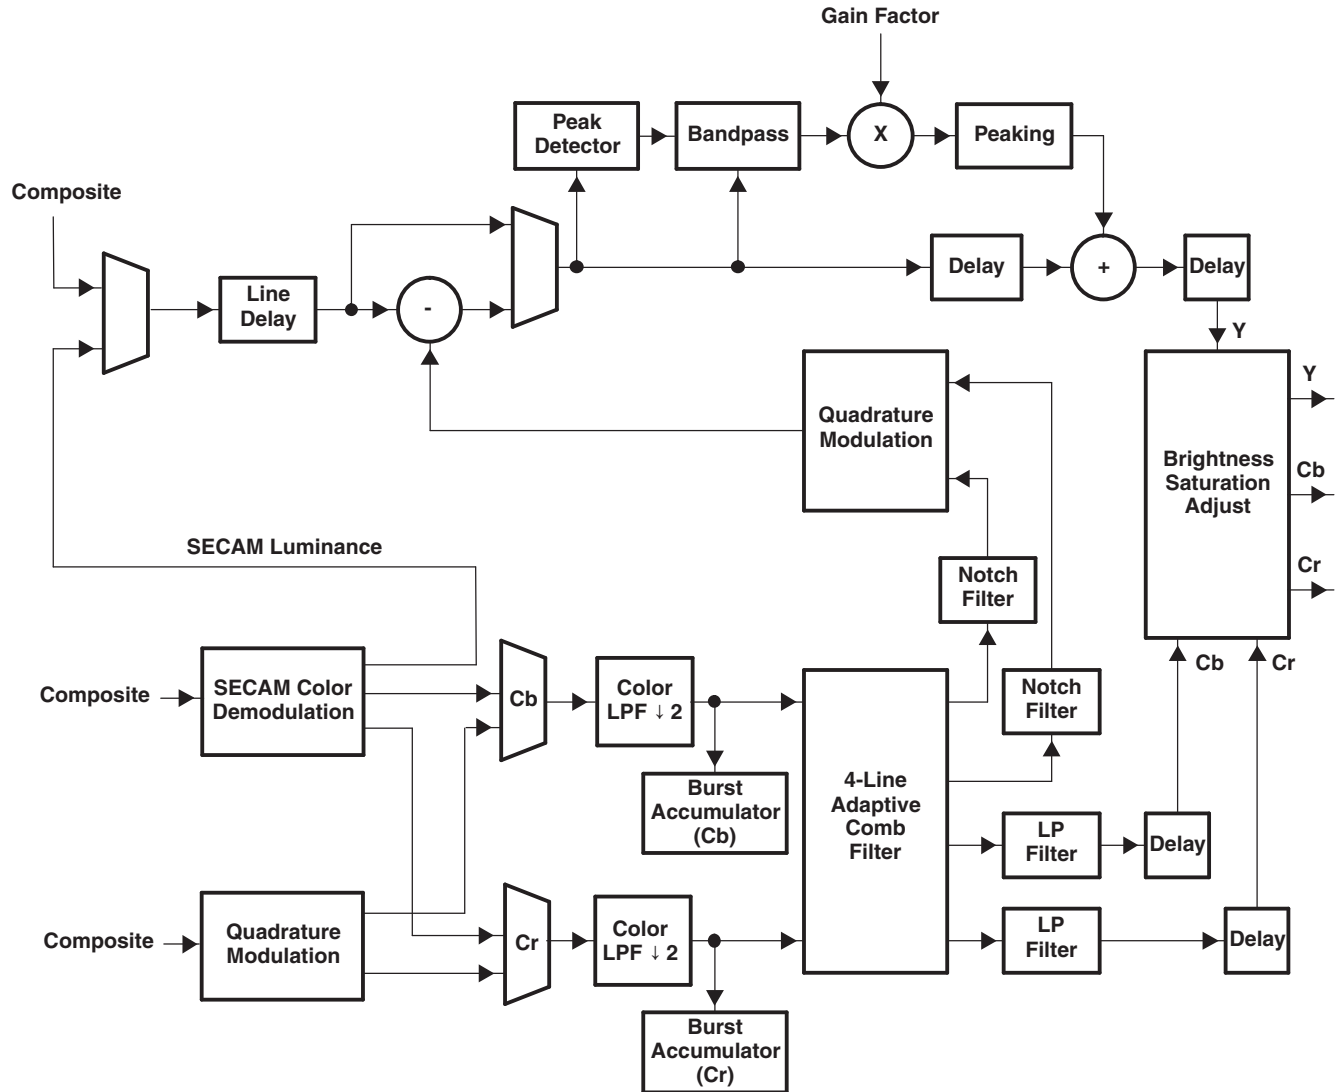 Gain Factor
Peak
Detector
Bandpass
X
Peaking
Composite
Line
Delay
-
Delay
+
Delay
Y
Quadrature
Modulation
Brightness
Saturation
Adjust
Y
Cb
Cr
SECAM Luminance
Notch
Filter
Composite
SECAM Color
Demodulation
Cb
Color
LPF ↓ 2
Notch
Filter
Cb
Cr
Burst
Accumulator
(Cb)
4-Line
Adaptive
Comb
Filter
LP
Filter
Delay
Composite
Quadrature
Modulation
Cr
Color
LPF ↓ 2
LP
Filter
Delay
Burst
Accumulator
(Cr)